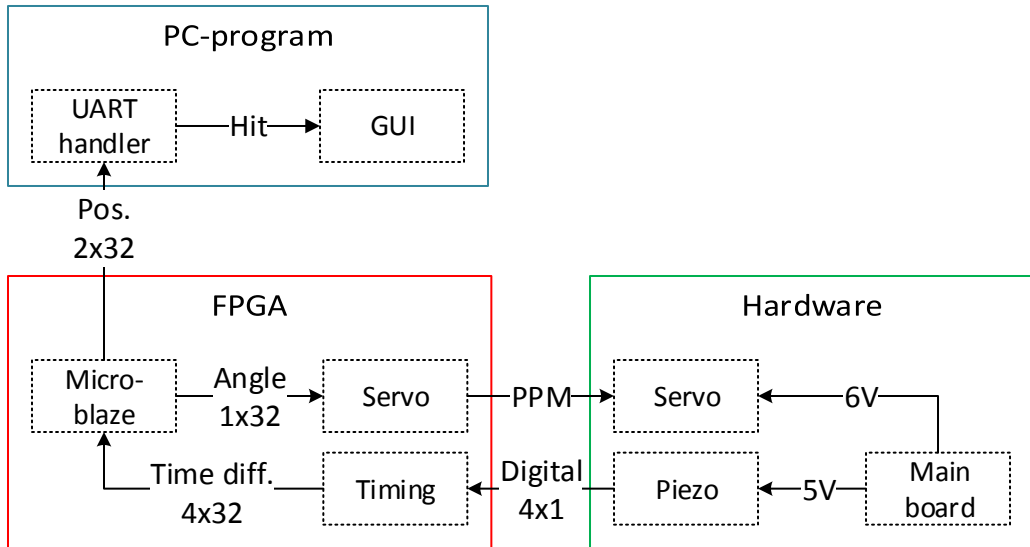 PC-program
UART
handler
Hit
GUI
Pos.
2x32
FPGA
Hardware
Micro-
blaze
Angle
1x32
Servo
PPM
Servo
6V
Time diff.
4x32
Timing
Digital
4x1
Piezo
5V
Main
board